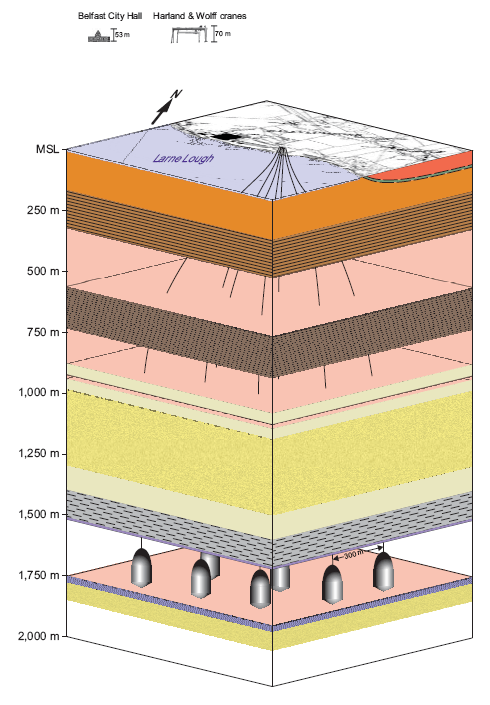 Belfast City Hall Harland & Wolff cranes
53 m 70 m
N
MSL
Larne Lough
250 m
500 m
750 m
1,000 m
1,250 m
1,500 m
300 m
1,750 m
2,000 m